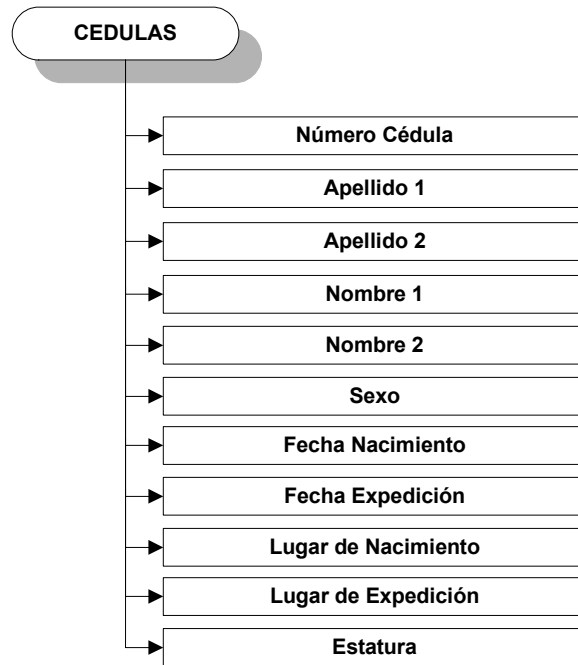 CEDULAS
Número Cédula
Apellido 1
Apellido 2
Nombre 1
Nombre 2
Sexo
Fecha Nacimiento
Fecha Expedición
Lugar de Nacimiento
Lugar de Expedición
Estatura